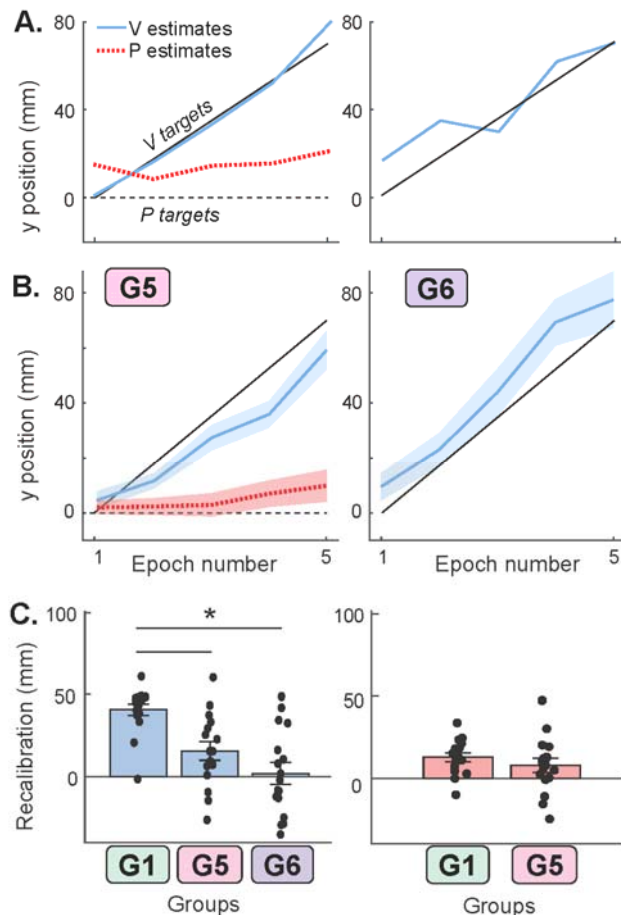 A.
V estimates
P estimates
V targets
P targets
y position (mm)
80
40
0
80
40
0
B.
G5
G6
y position (mm)
80
40
0
80
40
0
1
5
1
5
Epoch number
Epoch number
C.
*
Recalibration (mm)
100
50
0
100
50
0
G1
G5
G6
G1
G5
Groups
Groups